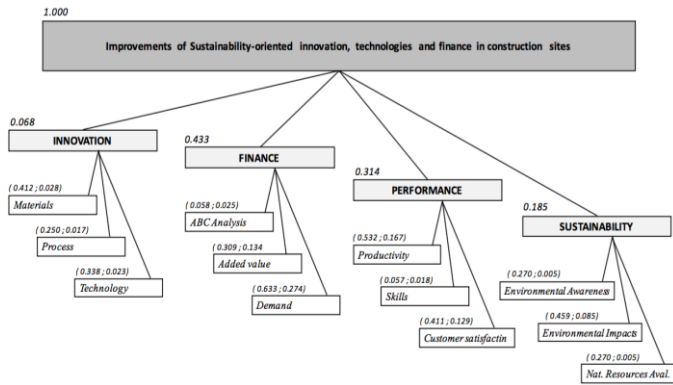 1.000
Improvements of Sustainability-oriented innovation, technologies and finance in construction sites
0.068
INNOVATION
(0.412 ; 0.028)
Materials
(0.250 ; 0.017)
Process
(0.338 ; 0.023)
Technology
0.433
FINANCE
(0.058 ; 0.025)
ABC Analysis
(0.309 ; 0.134
Added value
(0.633 ; 0.274)
Demand
0.314
PERFORMANCE
(0.532 ; 0.167)
Productivity
(0.057 ; 0.018)
Skills
(0.411 ; 0.129)
Customer satisfactin
0.185
SUSTAINABILITY
(0.270 ; 0.005)
Environmental Awareness
(0.459 ; 0.085)
Environmental Impacts
(0.270 ; 0.005)
Nat. Resources Aval.